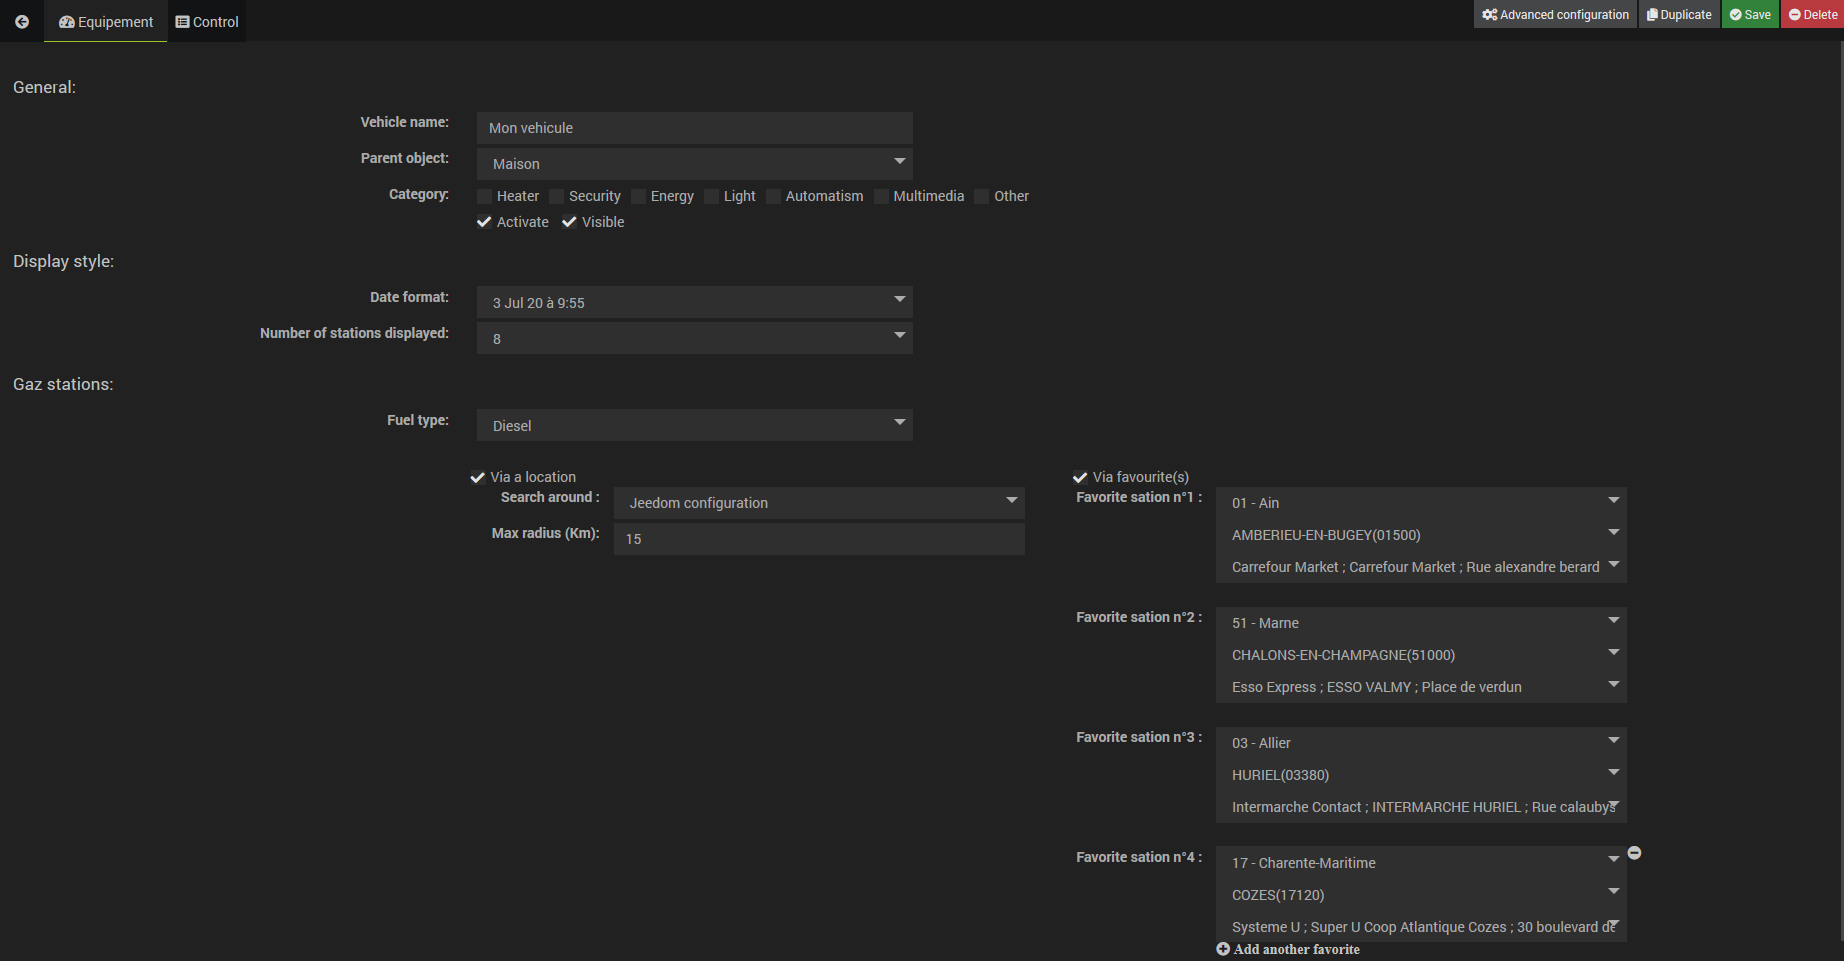 Equipement Control Advanced configuration Duplicate Save Delete
General:
Vehicle name: Mon vehicule
Parent object: Maison
Category: Heater Security Energy Light Automatism Multimedia Other
Activate Visible
Display style:
Date format: 3 Jul 20 à 9:55
Number of stations displayed: 8
Gaz stations:
Fuel type: Diesel
Via a location
Search around : Jeedom configuration
Max radius (Km): 15
Via favourite(s)
Favorite sation n°1 : 01 - Ain
AMBERIEU-EN-BUGEY(01500)
Carrefour Market ; Carrefour Market ; Rue alexandre berard
Favorite sation n°2 : 51 - Marne
CHALONS-EN-CHAMPAGNE(51000)
Esso Express ; ESSO VALMY ; Place de verdun
Favorite sation n°3 : 03 - Allier
HURIEL(03380)
Intermarche Contact ; INTERMARCHE HURIEL ; Rue calaubys
Favorite sation n°4 : 17 - Charente-Maritime
COZES(17120)
Systeme U ; Super U Coop Atlantique Cozes ; 30 boulevard de
Add another favorite